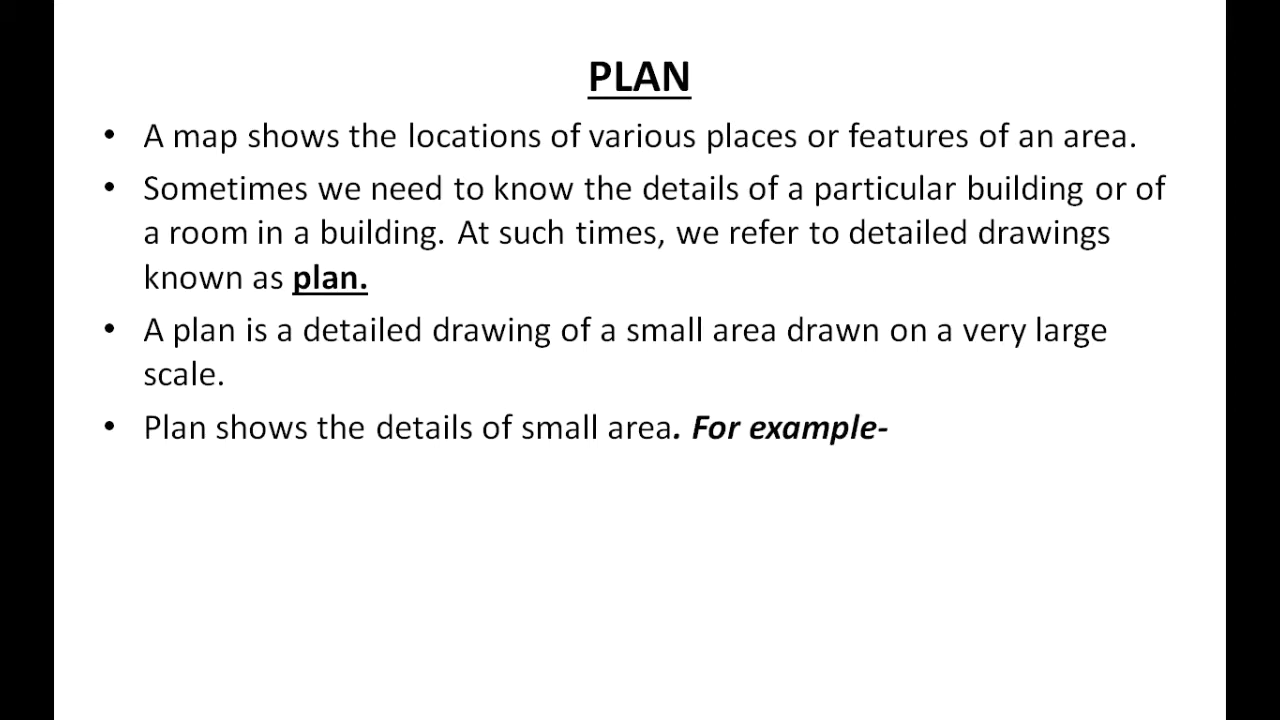 PLAN
• A map shows the locations of various places or features of an area.
• Sometimes we need to know the details of a particular building or of
a room in a building. At such times, we refer to detailed drawings
known as plan.
• A plan is a detailed drawing of a small area drawn on a very large
scale.
• Plan shows the details of small area. For example-